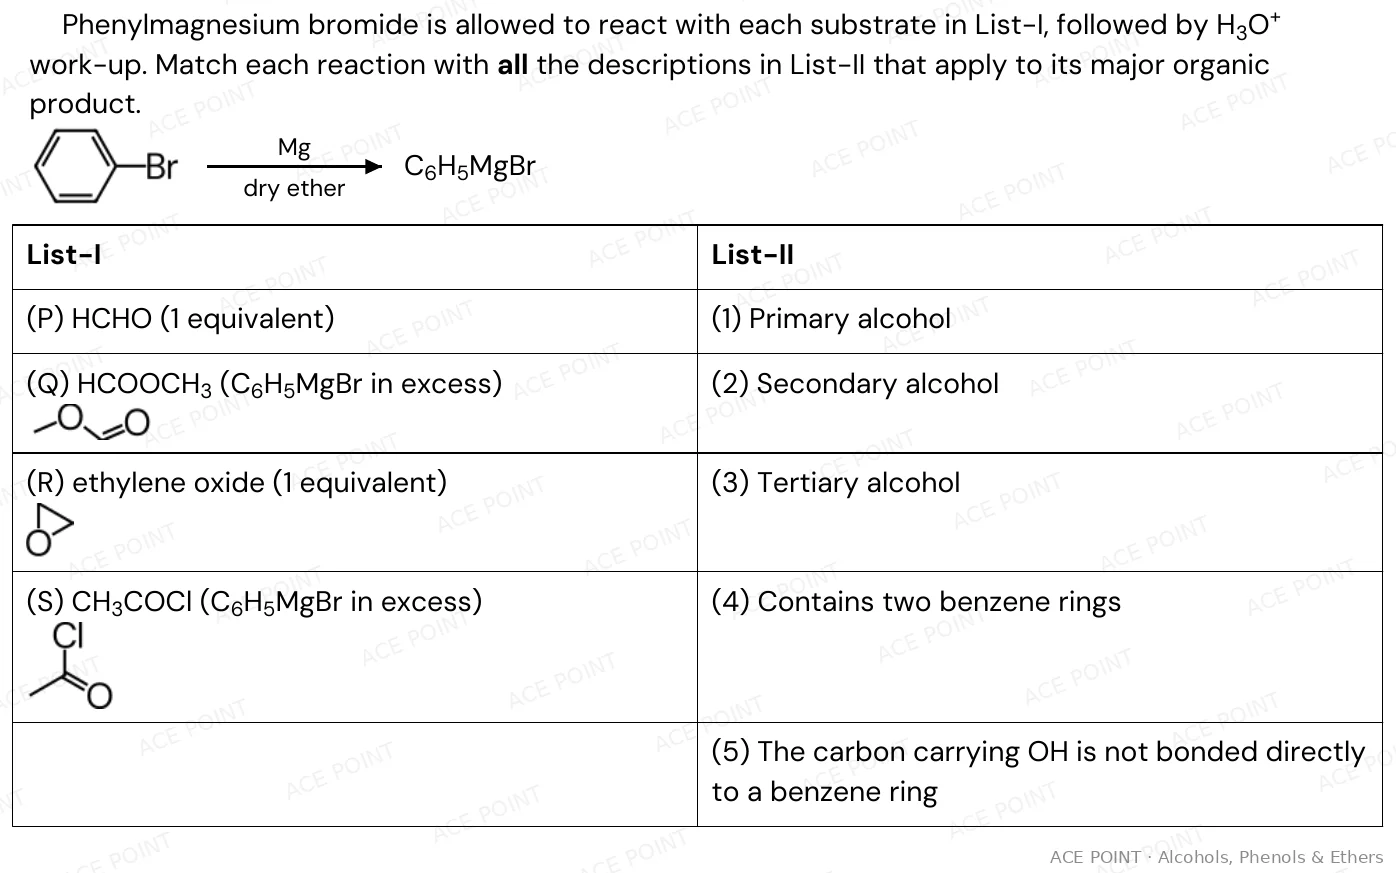 Phenylmagnesium bromide is allowed to react with each substrate in List-I, followed by H₃O⁺
work-up. Match each reaction with all the descriptions in List-II that apply to its major organic
product.
Br
Mg
dry ether
C₆H₅MgBr
List-I
List-II
(P) HCHO (1 equivalent)
(1) Primary alcohol
(Q) HCOOCH₃ (C₆H₅MgBr in excess)
O
O
(2) Secondary alcohol
(R) ethylene oxide (1 equivalent)
O
(3) Tertiary alcohol
(S) CH₃COCl (C₆H₅MgBr in excess)
Cl
O
(4) Contains two benzene rings
(5) The carbon carrying OH is not bonded directly
to a benzene ring
ACE POINT · Alcohols, Phenols & Ethers
ACE POINT